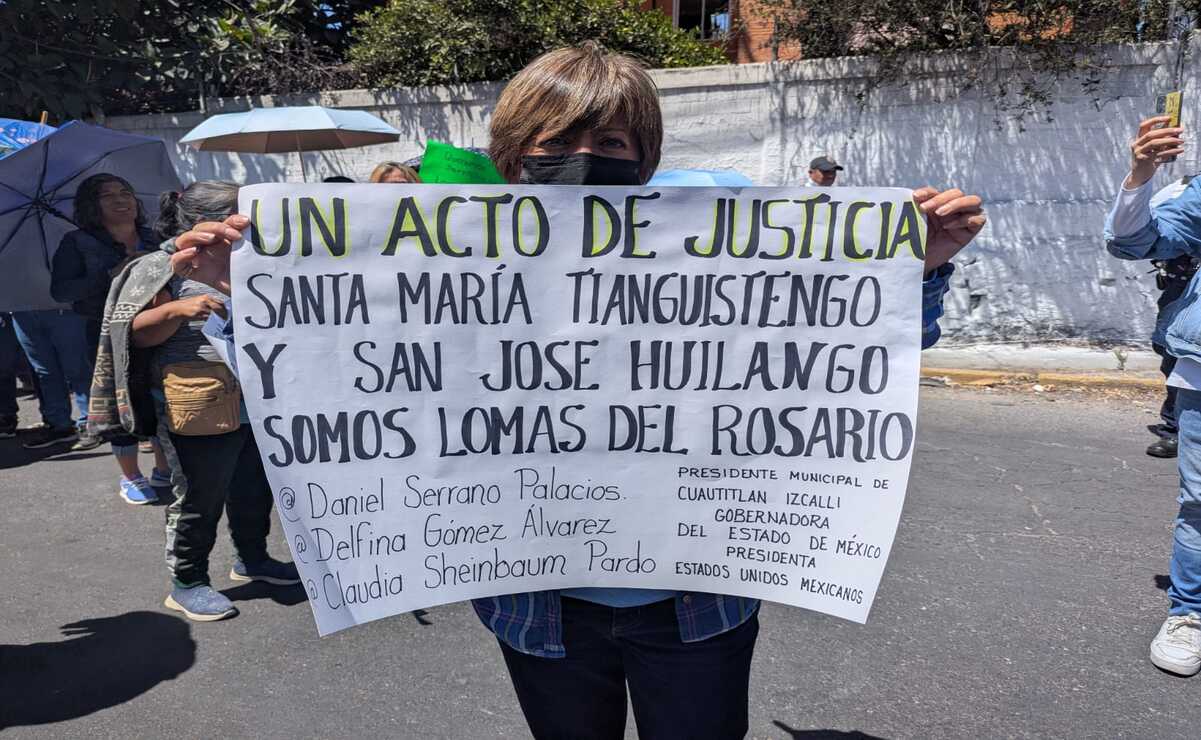 UN ACTO DE JUSTICIA
SANTA MARÍA TIANGUISTENGO
Y SAN JOSE HUILANGO
SOMOS LOMAS DEL ROSARIO
@ Daniel Serrano Palacios.
@ Delfina Gómez Álvarez
@ Claudia Sheinbaum Pardo
PRESIDENTE MUNICIPAL DE
CUAUTITLAN IZCALLI
GOBERNADORA
DEL ESTADO DE MÉXICO
PRESIDENTA
ESTADOS UNIDOS MEXICANOS